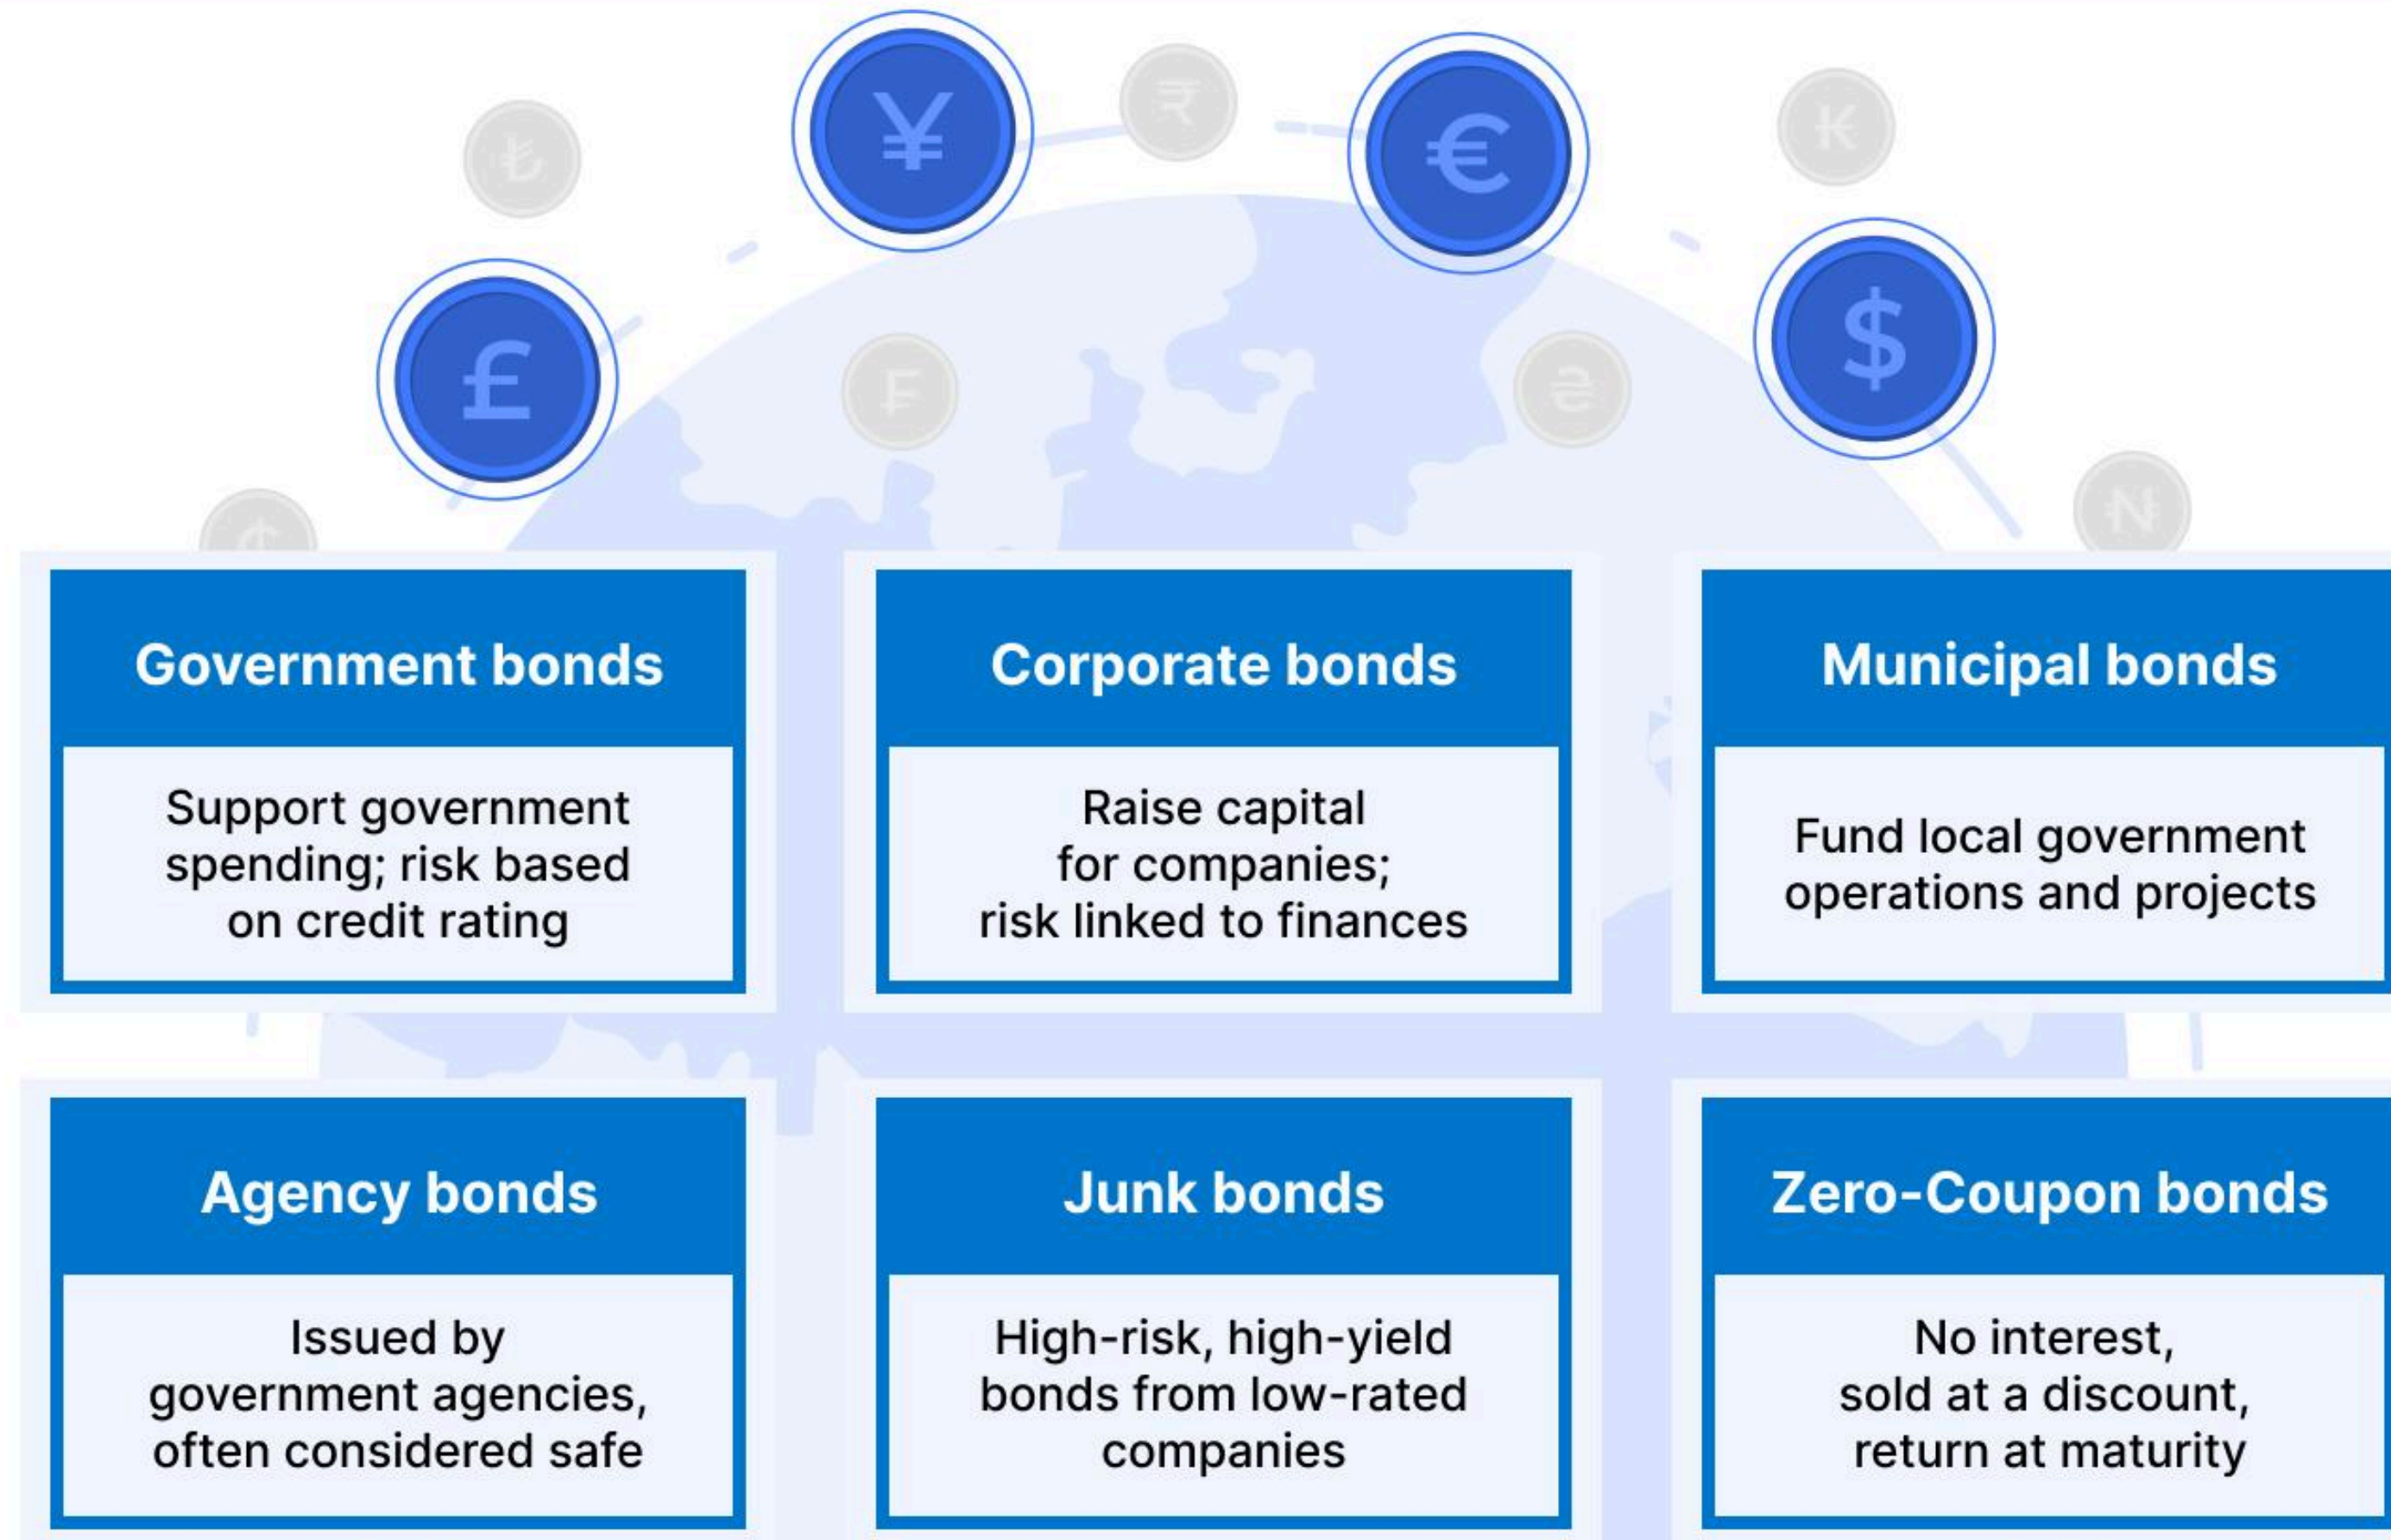 ₺
¥
₹
€
₭
£
₣
₴
$
₦
Government bonds
Support government
spending; risk based
on credit rating
Corporate bonds
Raise capital
for companies;
risk linked to finances
Municipal bonds
Fund local government
operations and projects
Agency bonds
Issued by
government agencies,
often considered safe
Junk bonds
High-risk, high-yield
bonds from low-rated
companies
Zero-Coupon bonds
No interest,
sold at a discount,
return at maturity